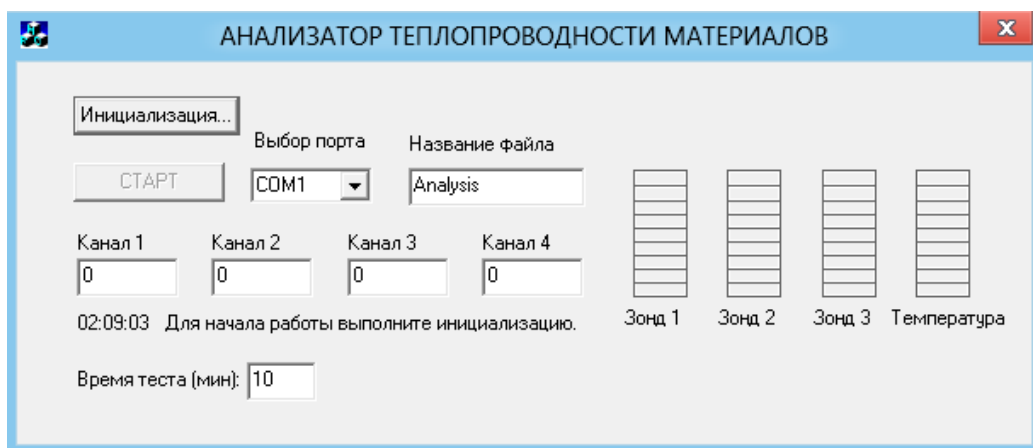 АНАЛИЗАТОР ТЕПЛОПРОВОДНОСТИ МАТЕРИАЛОВ
Инициализация...
Выбор порта
Название файла
СТАРТ
COM1
Analysis
Канал 1
Канал 2
Канал 3
Канал 4
0
0
0
0
Зонд 1
Зонд 2
Зонд 3
Температура
02:09:03 Для начала работы выполните инициализацию.
Время теста (мин): 10